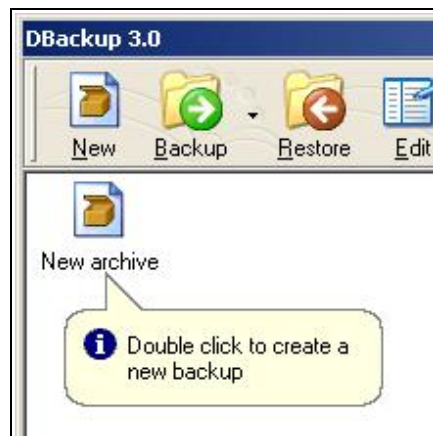 DBackup 3.0
New Backup Restore Edit
New archive
Double click to create a
new backup